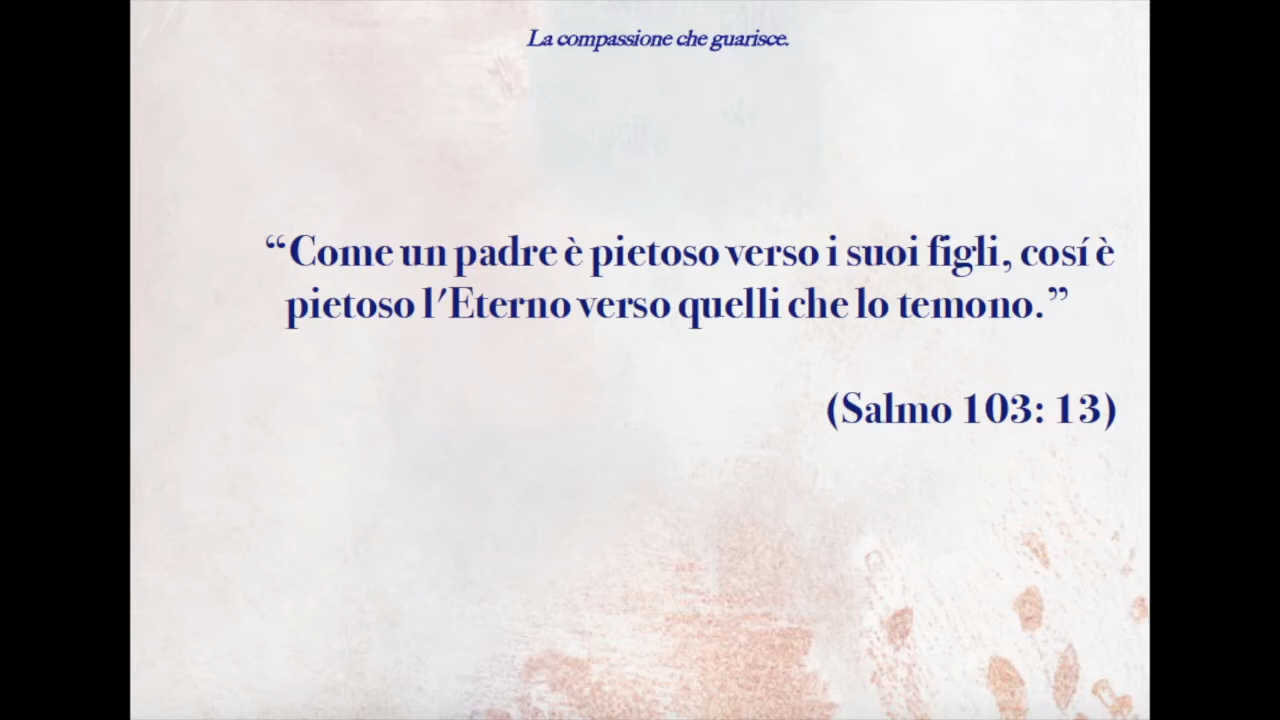 La compassione che guarisce.
“Come un padre è pietoso verso i suoi figli, cosí è
pietoso l'Eterno verso quelli che lo temono.”
(Salmo 103: 13)